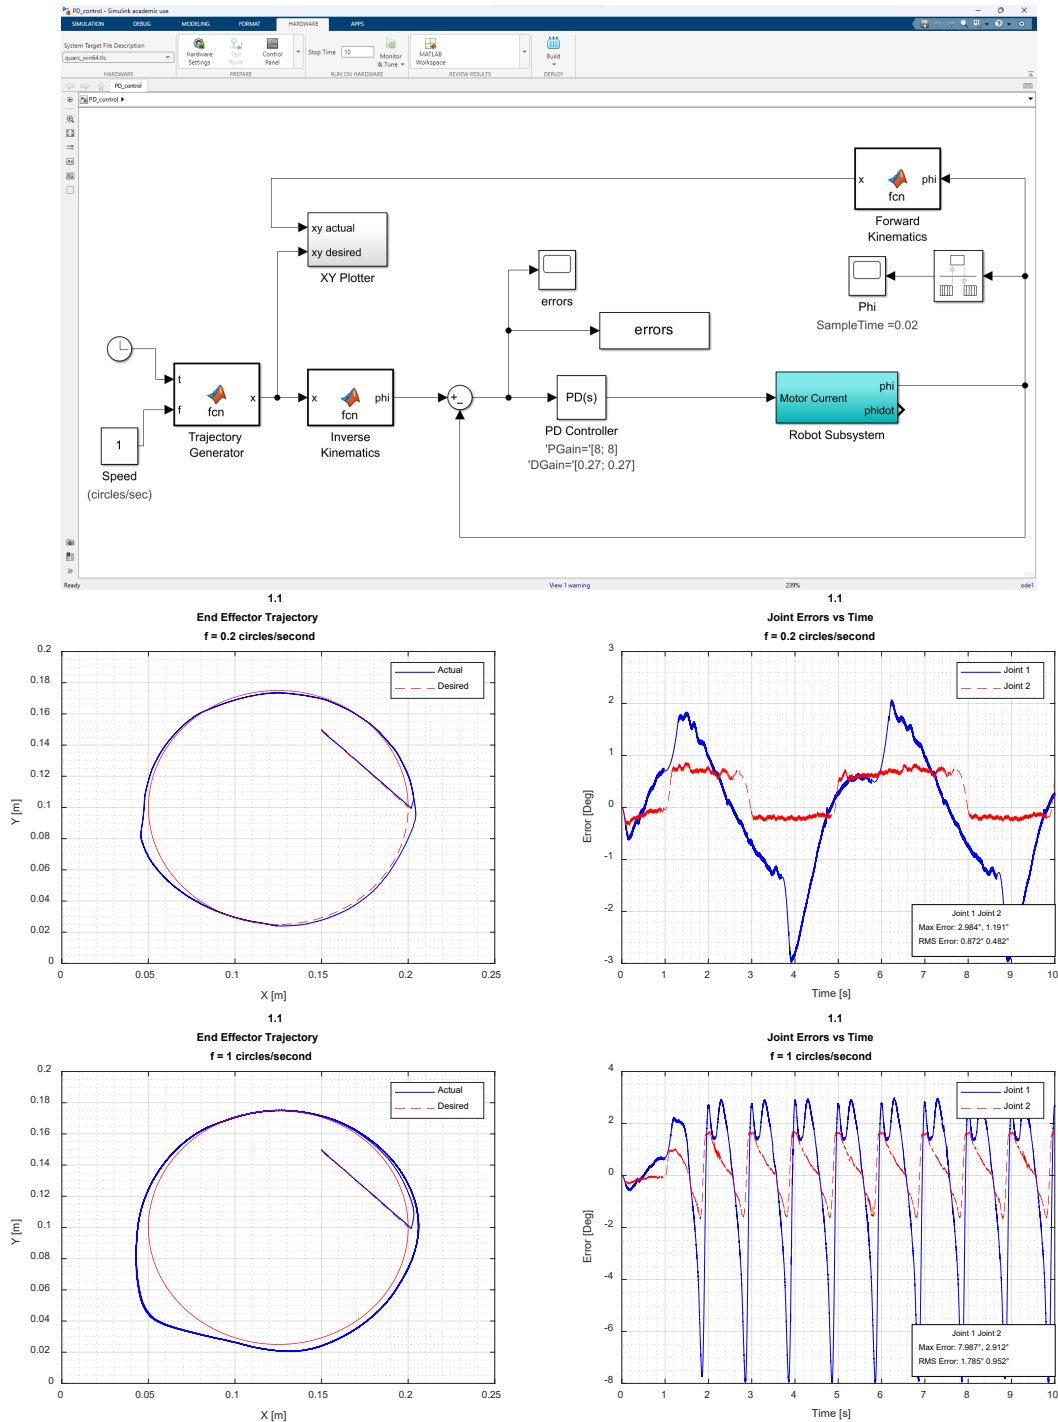 PD_control - Simulink academic use
SIMULATION DEBUG MODELING FORMAT HARDWARE APPS
System Target File Description
quarc_win64.tlc
Hardware Settings
Test Point
Control Panel
Stop Time 10
Monitor & Tune
MATLAB Workspace
Build
HARDWARE PREPARE RUN ON HARDWARE REVIEW RESULTS DEPLOY
PD_control
PD_control
x fcn phi
Forward
Kinematics
xy actual
xy desired
XY Plotter
errors
Phi
SampleTime =0.02
errors
t
f
fcn
x
Trajectory
Generator
1
Speed
(circles/sec)
x fcn phi
Inverse
Kinematics
+
−
PD(s)
PD Controller
'PGain='[8; 8]
'DGain='[0.27; 0.27]
Motor Current
phi
phidot
Robot Subsystem
Ready View 1 warning 239% ode1
1.1
End Effector Trajectory
f = 0.2 circles/second
Actual
Desired
Y [m]
0.2
0.18
0.16
0.14
0.12
0.1
0.08
0.06
0.04
0.02
0
0 0.05 0.1 0.15 0.2 0.25
X [m]
1.1
Joint Errors vs Time
f = 0.2 circles/second
Joint 1
Joint 2
Error [Deg]
3
2
1
0
-1
-2
-3
Joint 1 Joint 2
Max Error: 2.984°, 1.191°
RMS Error: 0.872° 0.482°
0 1 2 3 4 5 6 7 8 9 10
Time [s]
1.1
End Effector Trajectory
f = 1 circles/second
Actual
Desired
Y [m]
0.2
0.18
0.16
0.14
0.12
0.1
0.08
0.06
0.04
0.02
0
0 0.05 0.1 0.15 0.2 0.25
X [m]
1.1
Joint Errors vs Time
f = 1 circles/second
Joint 1
Joint 2
Error [Deg]
4
2
0
-2
-4
-6
-8
Joint 1 Joint 2
Max Error: 7.987°, 2.912°
RMS Error: 1.785° 0.952°
0 1 2 3 4 5 6 7 8 9 10
Time [s]